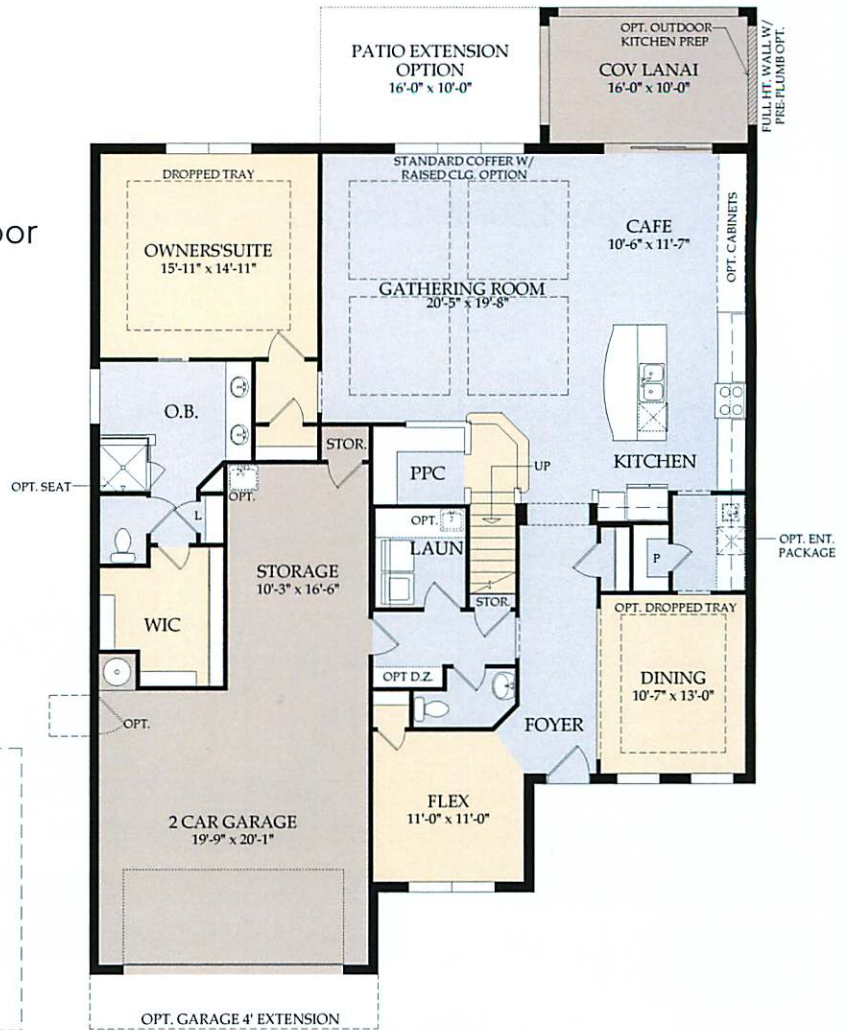 PATIO EXTENSION
OPTION
16'-0" x 10'-0"
OPT. OUTDOOR
KITCHEN PREP
COV LANAI
16'-0" x 10'-0"
FULL HT. WALL W/
PRE-PLUMB OPT.
DROPPED TRAY
OWNERS'SUITE
15'-11" x 14'-11"
STANDARD COFFER W/
RAISED CLG. OPTION
GATHERING ROOM
20'-5" x 19'-8"
CAFE
10'-6" x 11'-7"
OPT. CABINETS
oor
O.B.
STOR.
PPC
UP
KITCHEN
OPT. SEAT
OPT.
L
OPT.
LAUN
P
OPT. ENT.
PACKAGE
STORAGE
10'-3" x 16'-6"
STOR.
OPT. DROPPED TRAY
WIC
OPT D.Z.
DINING
10'-7" x 13'-0"
OPT.
FOYER
2 CAR GARAGE
19'-9" x 20'-1"
FLEX
11'-0" x 11'-0"
OPT. GARAGE 4' EXTENSION